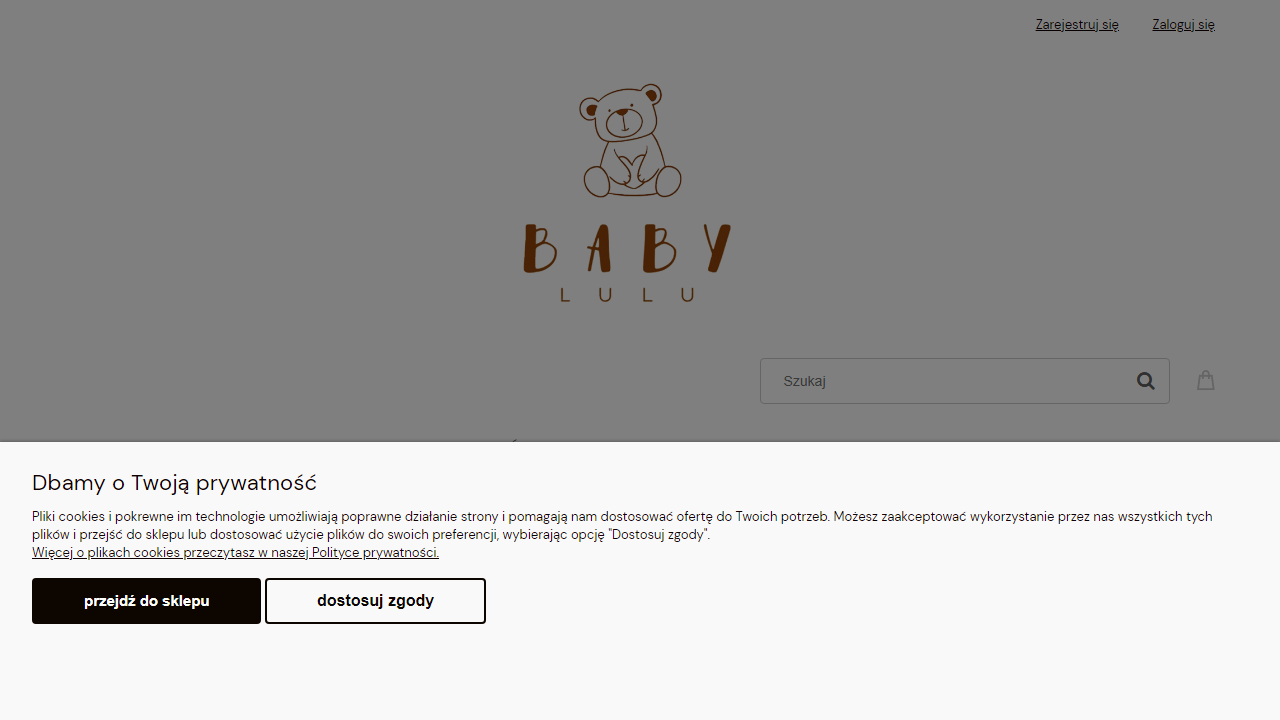 Zarejestruj się Zaloguj się
BABY
LULU
Szukaj
Dbamy o Twoją prywatność
Pliki cookies i pokrewne im technologie umożliwiają poprawne działanie strony i pomagają nam dostosować ofertę do Twoich potrzeb. Możesz zaakceptować wykorzystanie przez nas wszystkich tych
plików i przejść do sklepu lub dostosować użycie plików do swoich preferencji, wybierając opcję "Dostosuj zgody".
Więcej o plikach cookies przeczytasz w naszej Polityce prywatności.
przejdź do sklepu dostosuj zgody